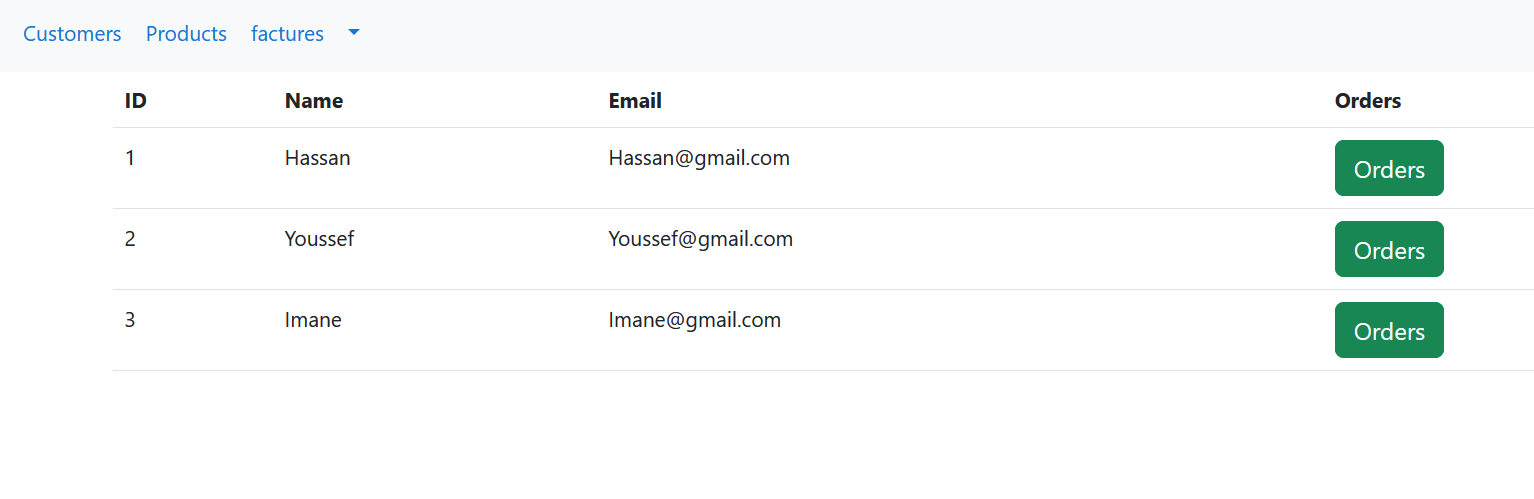 Customers Products factures
ID Name Email Orders
1 Hassan Hassan@gmail.com Orders
2 Youssef Youssef@gmail.com Orders
3 Imane Imane@gmail.com Orders